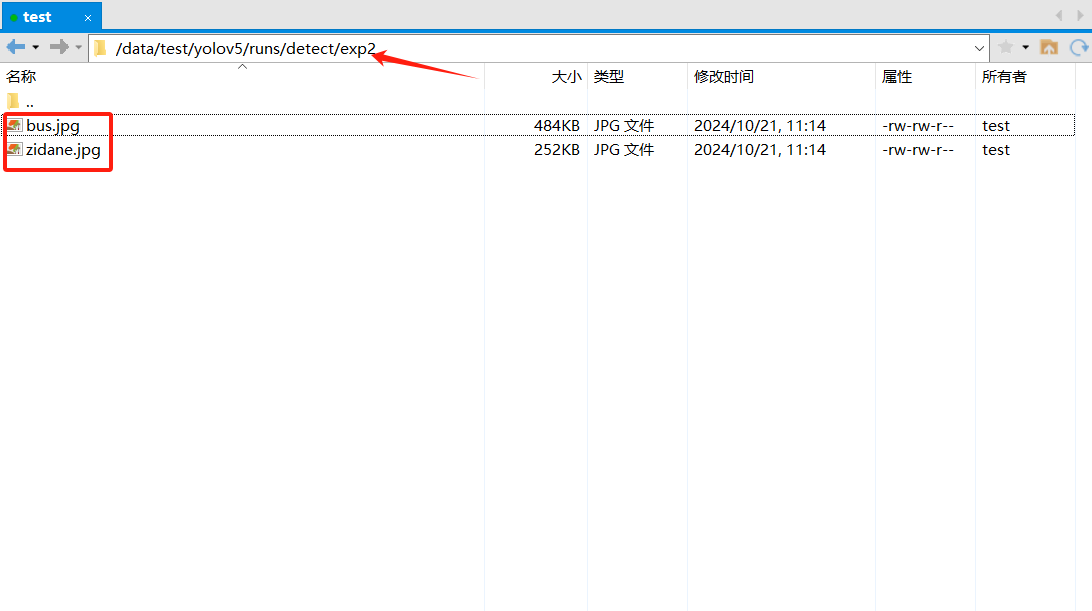 test ×
/data/test/yolov5/runs/detect/exp2
名称 大小 类型 修改时间 属性 所有者
..
bus.jpg 484KB JPG 文件 2024/10/21, 11:14 -rw-rw-r-- test
zidane.jpg 252KB JPG 文件 2024/10/21, 11:14 -rw-rw-r-- test